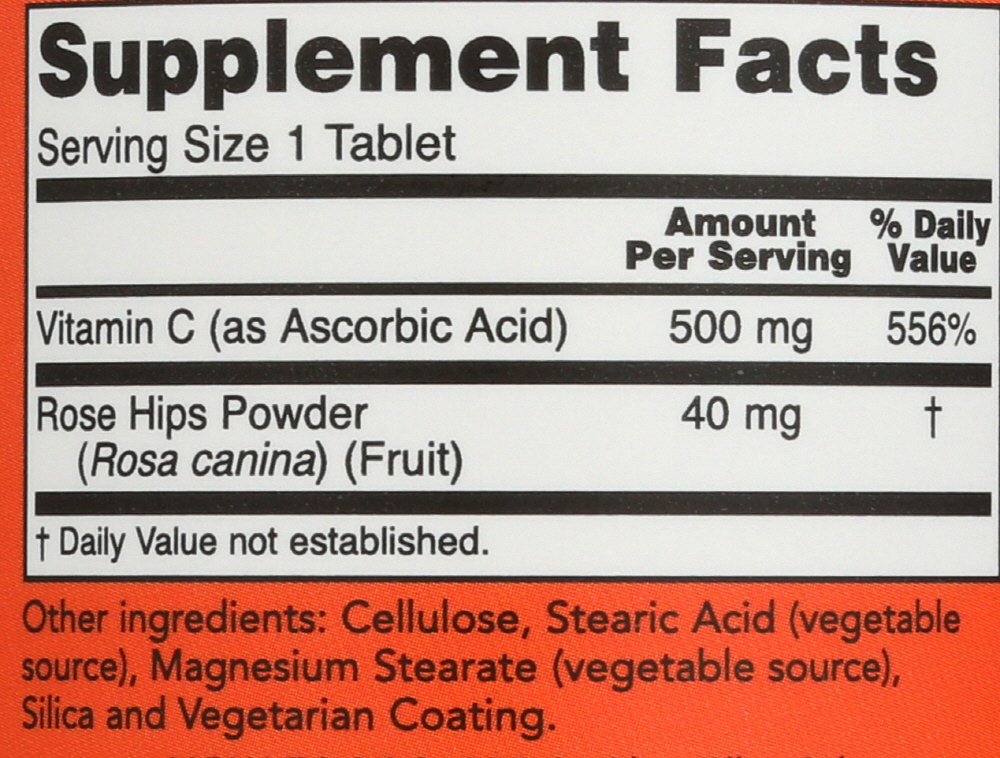 Supplement Facts
Serving Size 1 Tablet
Amount % Daily
Per Serving Value
Vitamin C (as Ascorbic Acid) 500 mg 556%
Rose Hips Powder 40 mg †
(Rosa canina) (Fruit)
† Daily Value not established.
Other ingredients: Cellulose, Stearic Acid (vegetable
source), Magnesium Stearate (vegetable source),
Silica and Vegetarian Coating.